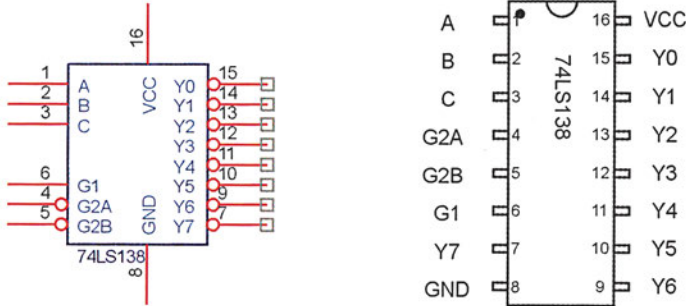 16
1 A VCC Y0 15
2 B Y1 14
3 C Y2 13
Y3 12
Y4 11
6 G1 Y5 10
4 G2A GND Y6 9
5 G2B Y7 7
74LS138
8
A 1 16 VCC
B 2 15 Y0
C 3 14 Y1
G2A 4 13 Y2
G2B 5 12 Y3
G1 6 11 Y4
Y7 7 10 Y5
GND 8 9 Y6
74LS138